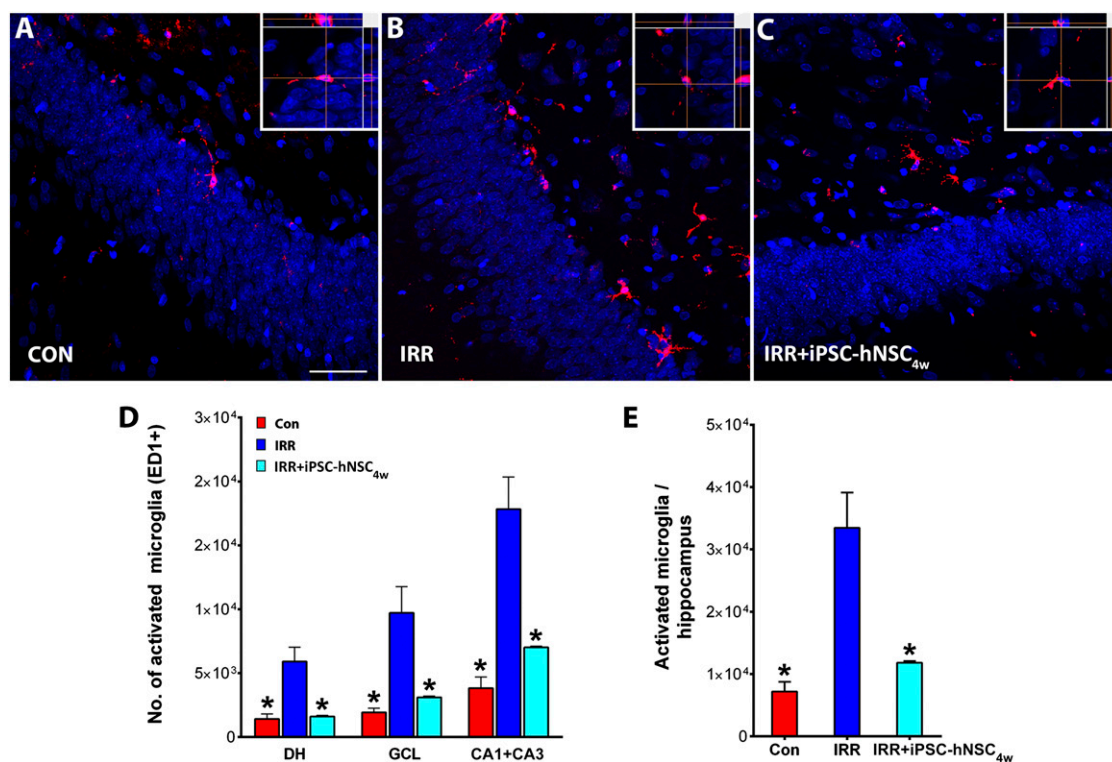 A
B
C
CON
IRR
IRR+iPSC-hNSC4w
D
No. of activated microglia (ED1+)
3×10⁴
2×10⁴
2×10⁴
1×10⁴
5×10³
0
Con
IRR
IRR+iPSC-hNSC4w
*
*
*
*
*
*
DH
GCL
CA1+CA3
E
Activated microglia /
hippocampus
5×10⁴
4×10⁴
3×10⁴
2×10⁴
1×10⁴
0
*
*
Con
IRR
IRR+iPSC-hNSC4w